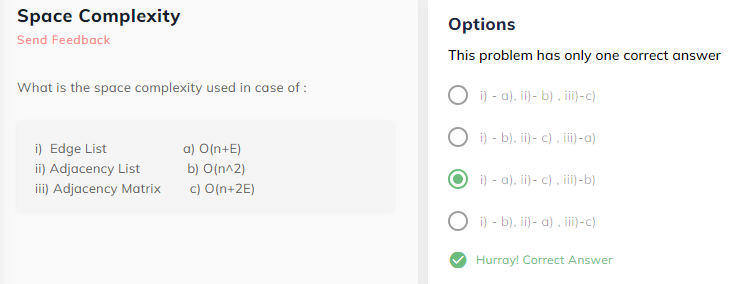 Space Complexity
Send Feedback
What is the space complexity used in case of :
i) Edge List a) O(n+E)
ii) Adjacency List b) O(n^2)
iii) Adjacency Matrix c) O(n+2E)
Options
This problem has only one correct answer
i) - a), ii)- b) , iii)-c)
i) - b), ii)- c) , iii)-a)
i) - a), ii)- c) , iii)-b)
i) - b), ii)- a) , iii)-c)
Hurray! Correct Answer